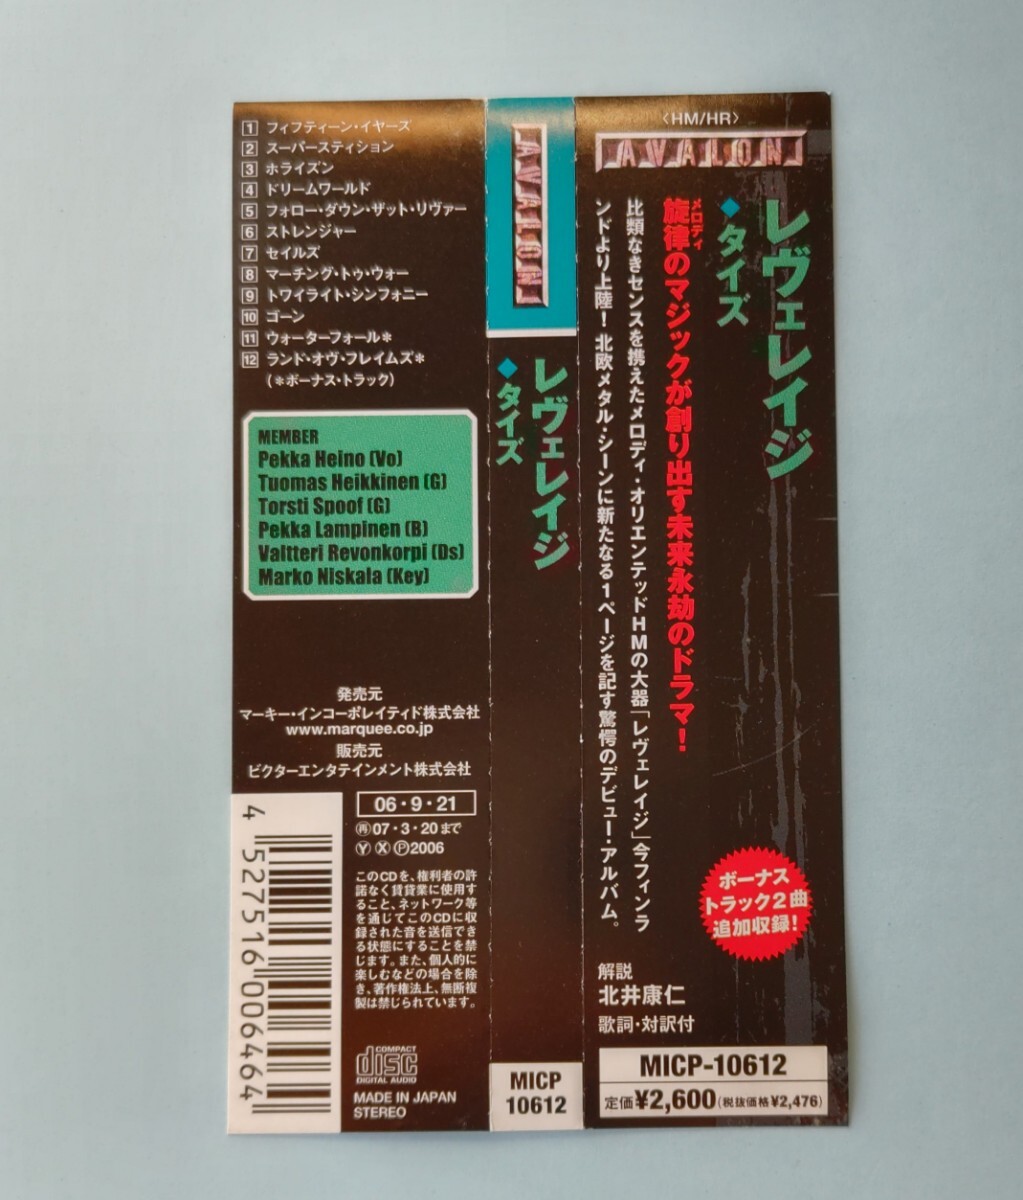 〈HM/HR〉
AVALON
レヴェレイジ
◆タイズ
メロディ
旋律のマジックが創り出す未来永劫のドラマ!
比類なきセンスを携えたメロディ・オリエンテッドHMの大器「レヴェレイジ」今フィンラ
ンドより上陸! 北欧メタル・シーンに新たなる1ページを記す驚愕のデビュー・アルバム。
ボーナス
トラック2曲
追加収録!
解説
北井康仁
歌詞・対訳付
MICP-10612
定価¥2,600(税抜価格¥2,476)
AVALON
レヴェレイジ
◆タイズ
MICP
10612
1 フィフティーン・イヤーズ
2 スーパースティション
3 ホライズン
4 ドリームワールド
5 フォロー・ダウン・ザット・リヴァー
6 ストレンジャー
7 セイルズ
8 マーチング・トゥ・ウォー
9 トワイライト・シンフォニー
10 ゴーン
11 ウォーターフォール*
12 ランド・オヴ・フレイムズ*
(*ボーナス・トラック)
MEMBER
Pekka Heino (Vo)
Tuomas Heikkinen (G)
Torsti Spoof (G)
Pekka Lampinen (B)
Valtteri Revonkorpi (Ds)
Marko Niskala (Key)
発売元
マーキー・インコーポレイティド株式会社
www.marquee.co.jp
販売元
ビクターエンタテインメント株式会社
06・9・21
再07・3・20まで
Ⓨ Ⓧ Ⓟ2006
このCDを、権利者の許
諾なく賃貸業に使用す
ること、ネットワーク等
を通じてこのCDに収
録された音を送信でき
る状態にすることを禁
じます。また、個人的に
楽しむなどの場合を除
き、著作権法上、無断複
製は禁じられています。
COMPACT
disc
DIGITAL AUDIO
MADE IN JAPAN
STEREO
4 527516 006464